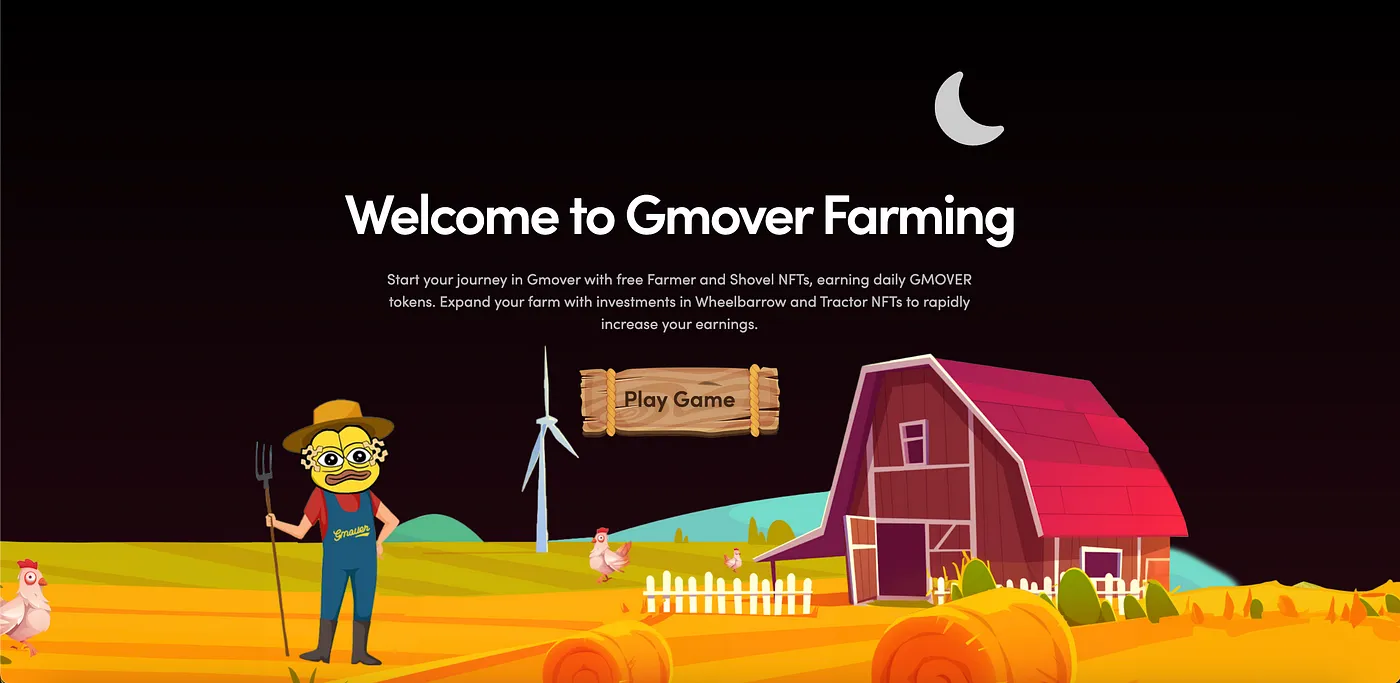 Welcome to Gmover Farming
Start your journey in Gmover with free Farmer and Shovel NFTs, earning daily GMOVER
tokens. Expand your farm with investments in Wheelbarrow and Tractor NFTs to rapidly
increase your earnings.
Play Game
Gmover